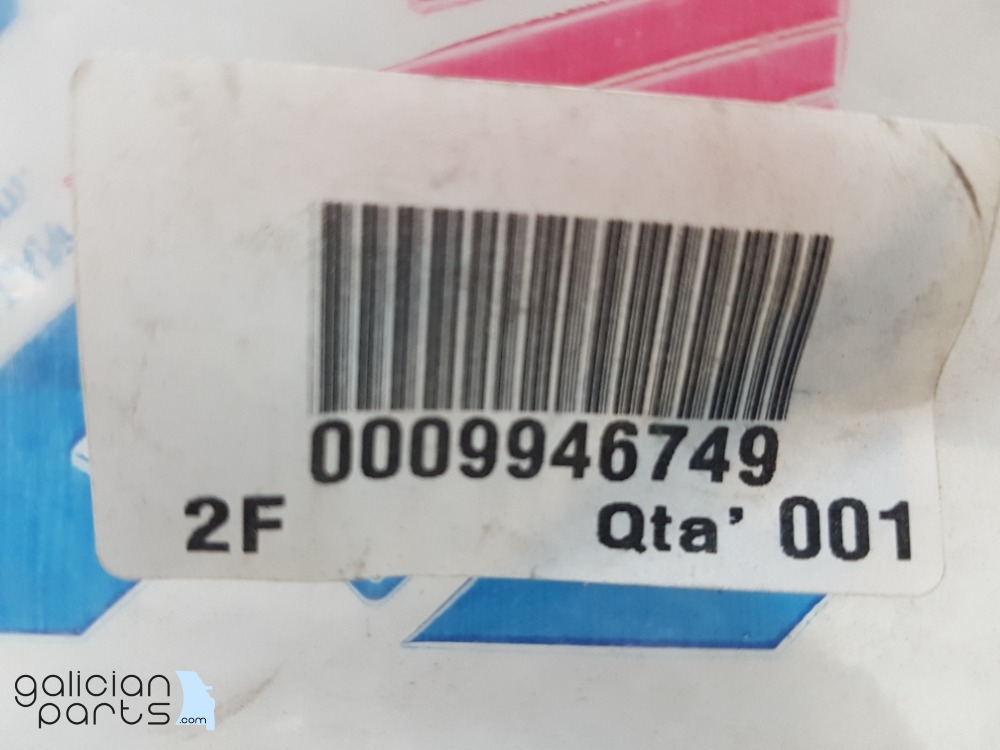 0009946749
2F Qta' 001
galician
parts.com